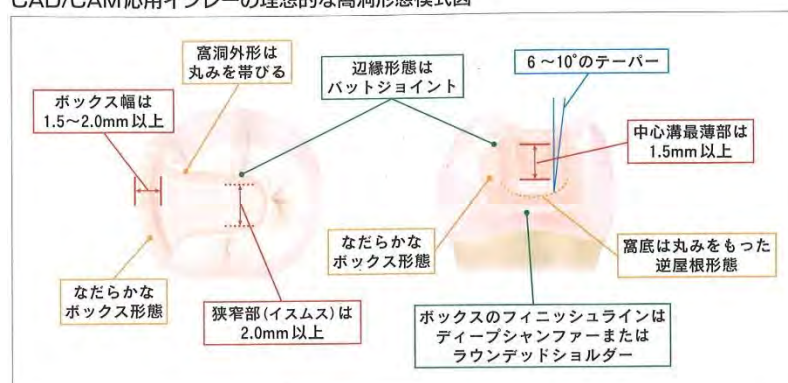 CAD/CAM応用インレーの理想的な窩洞形態模式図
窩洞外形は
丸みを帯びる
辺縁形態は
バットジョイント
6～10°のテーパー
ボックス幅は
1.5～2.0mm以上
中心溝最薄部は
1.5mm以上
なだらかな
ボックス形態
窩底は丸みをもった
逆屋根形態
なだらかな
ボックス形態
狭窄部(イスムス)は
2.0mm以上
ボックスのフィニッシュラインは
ディープシャンファーまたは
ラウンデッドショルダー